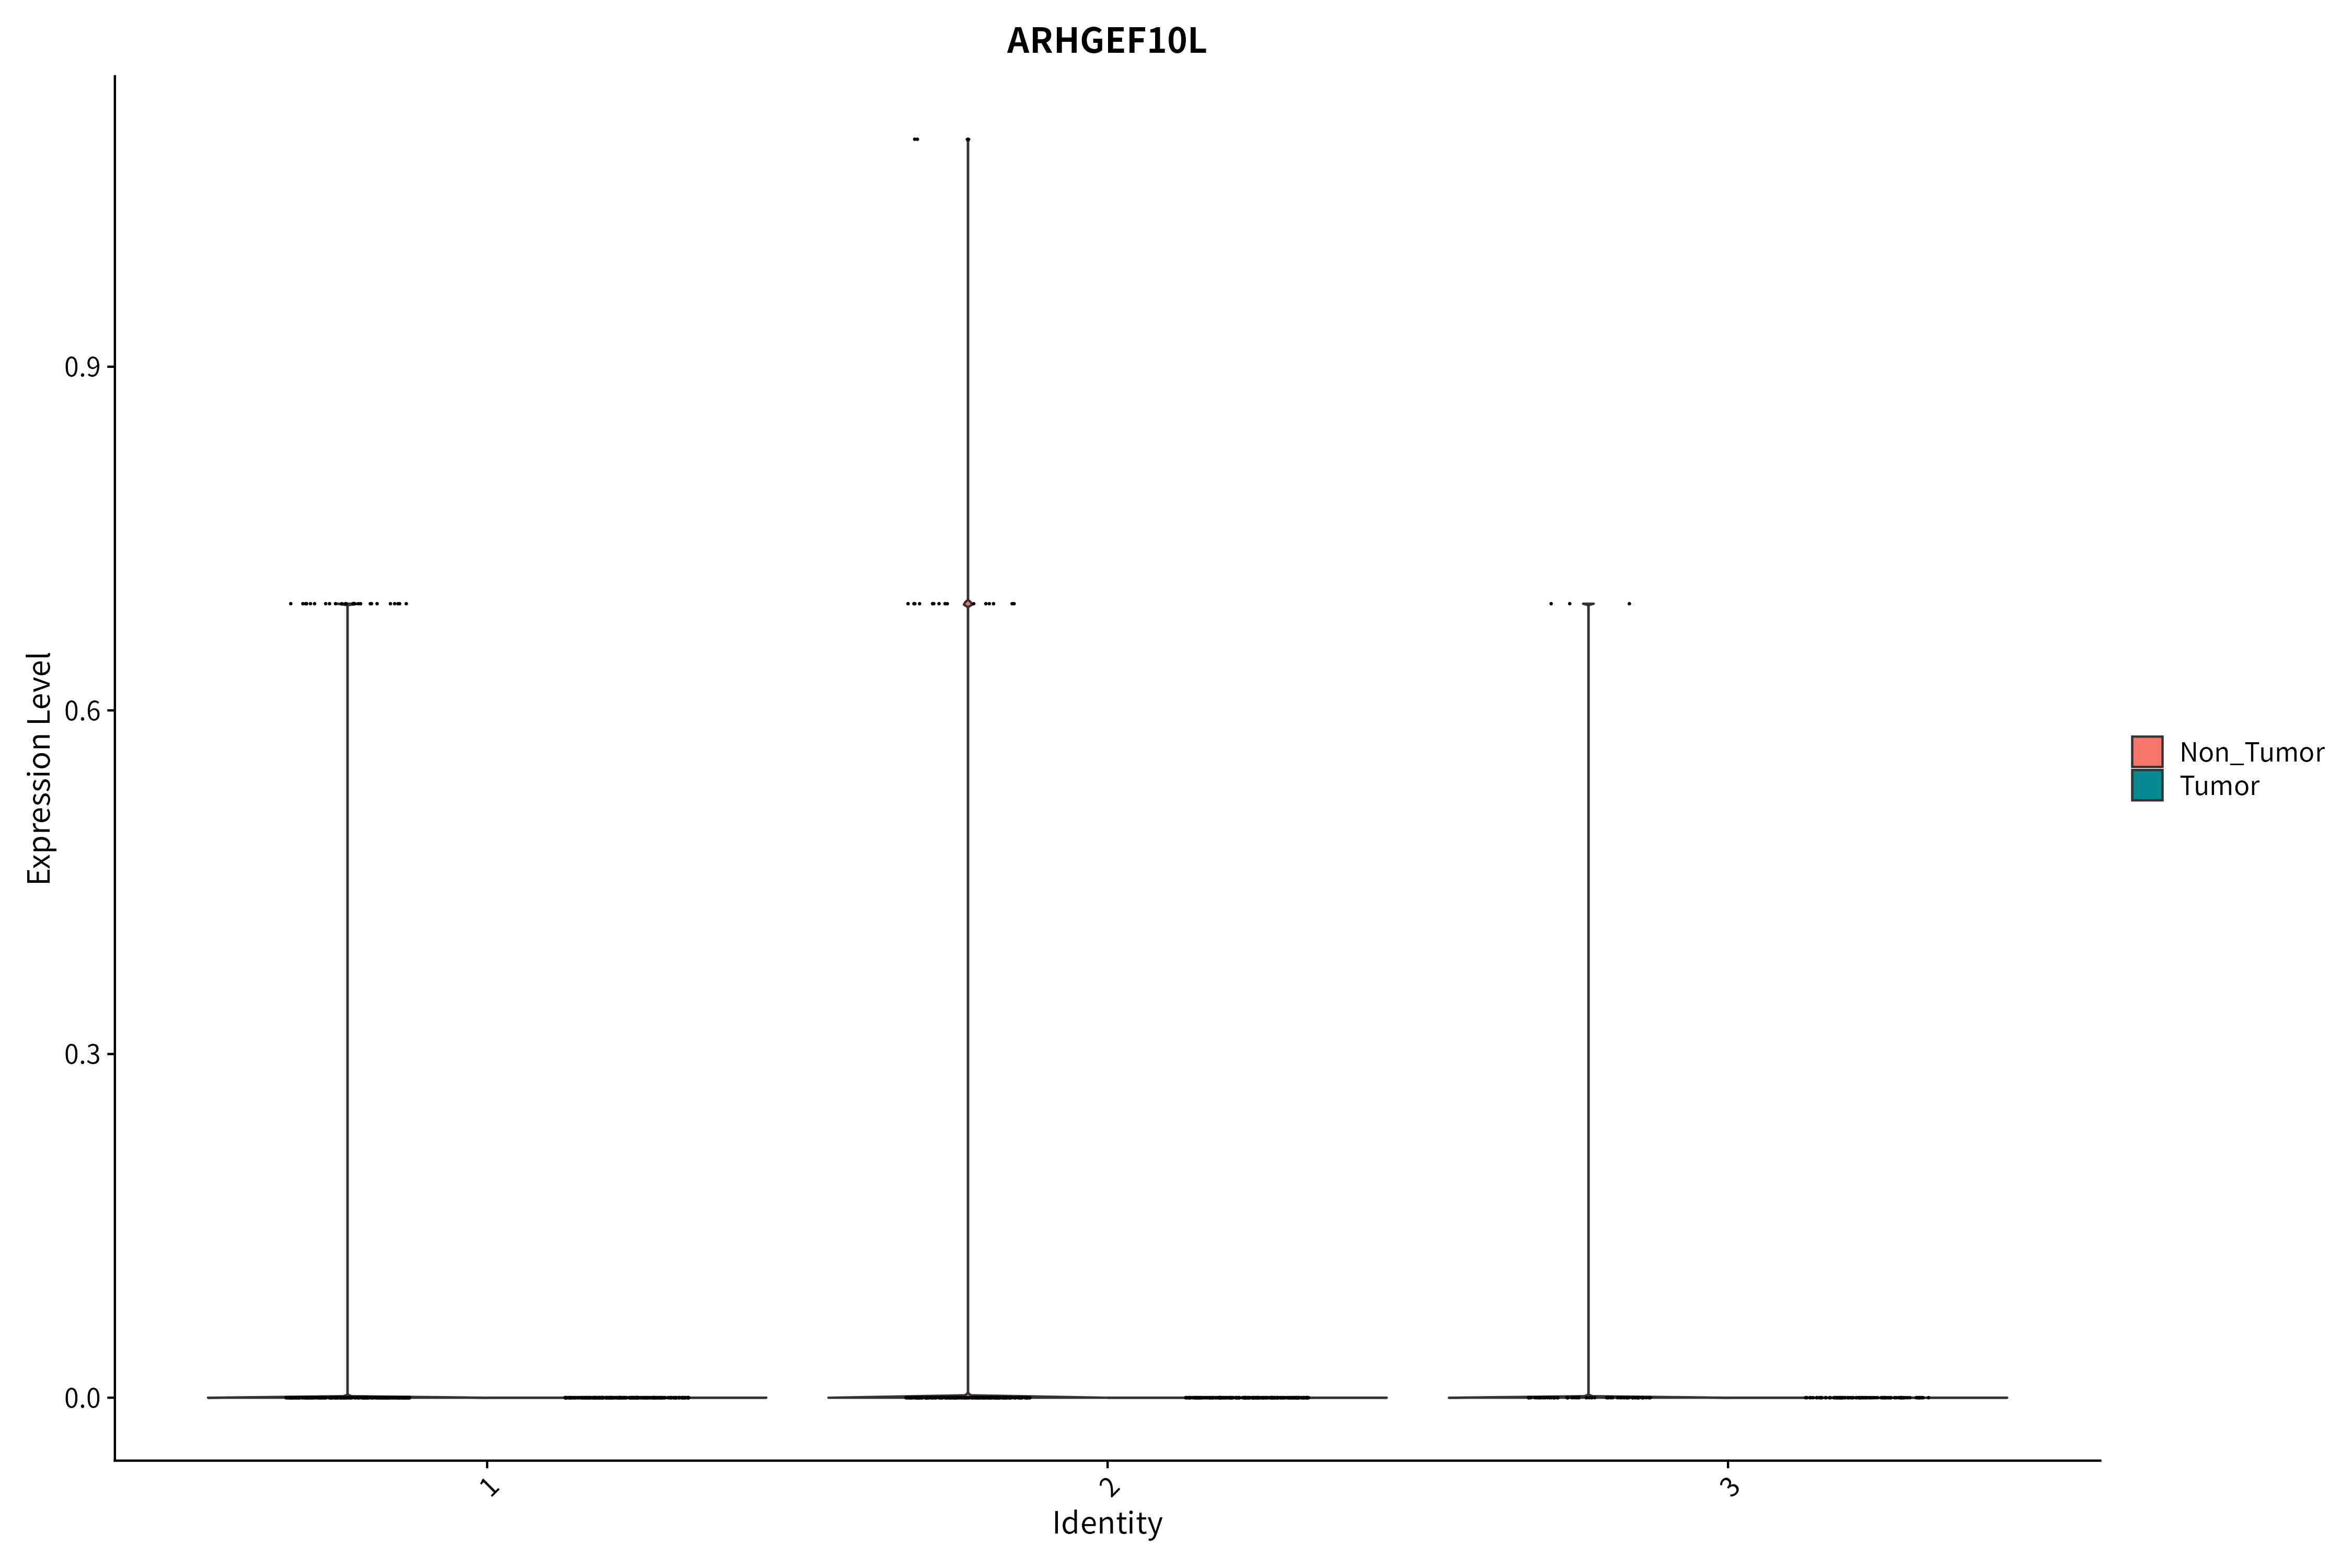 ARHGEF10L
Expression Level
0.9
0.6
0.3
0.0
1
2
3
Identity
Non_Tumor
Tumor